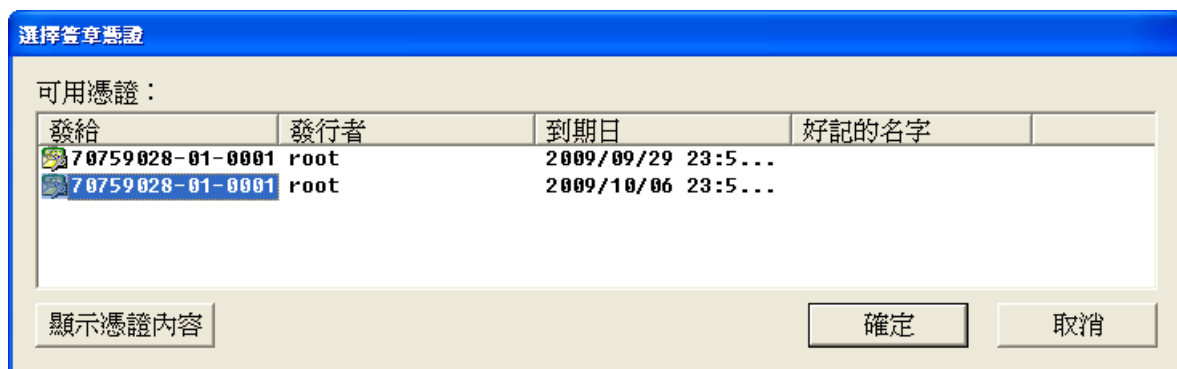 選擇簽章憑證
可用憑證：
發給 發行者 到期日 好記的名字
70759028-01-0001 root 2009/09/29 23:5...
70759028-01-0001 root 2009/10/06 23:5...
顯示憑證內容 確定 取消